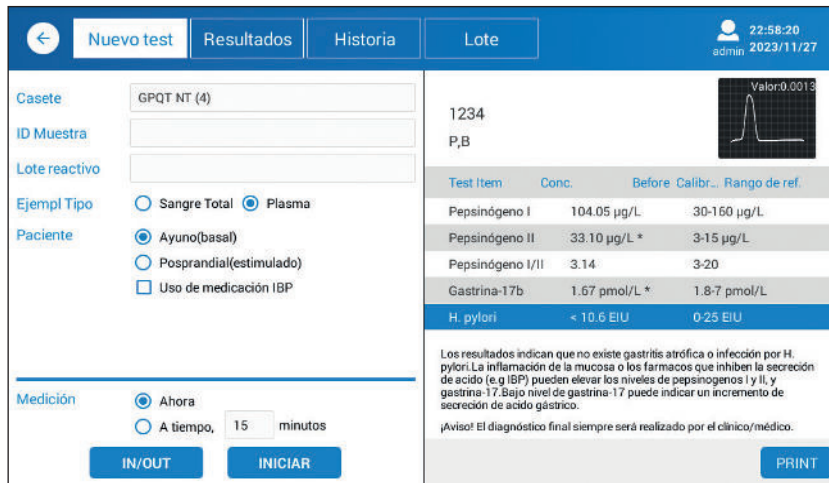 Nuevo test
Resultados
Historia
Lote
admin
22:58:20
2023/11/27
Casete
GPQT NT (4)
ID Muestra
Lote reactivo
Ejempl Tipo
Sangre Total
Plasma
Paciente
Ayuno(basal)
Posprandial(estimulado)
Uso de medicación IBP
Medición
Ahora
A tiempo, 15 minutos
IN/OUT
INICIAR
1234
P,B
Valor:0.0013
Test Item Conc. Before Calibr... Rango de ref.
Pepsinógeno I 104.05 µg/L 30-160 µg/L
Pepsinógeno II 33.10 µg/L * 3-15 µg/L
Pepsinógeno I/II 3.14 3-20
Gastrina-17b 1.67 pmol/L * 1.8-7 pmol/L
H. pylori < 10.6 EIU 0-25 EIU
Los resultados indican que no existe gastritis atrófica o infección por H.
pylori.La inflamación de la mucosa o los farmacos que inhiben la secreción
de acido (e.g IBP) pueden elevar los niveles de pepsinogenos I y II, y
gastrina-17.Bajo nivel de gastrina-17 puede indicar un incremento de
secreción de acido gástrico.
¡Aviso! El diagnóstico final siempre será realizado por el clínico/médico.
PRINT